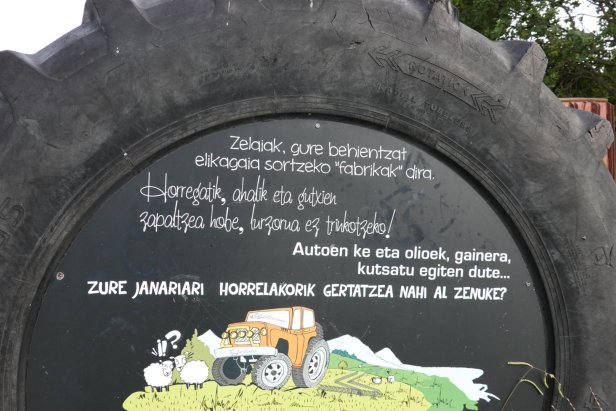 Zelaiak, gure behientzat
elikagaia sortzeko "fabrikak" dira.
Horregatik, ahalik eta gutxien
zapaltzea hobe, lurzorua ez trinkotzeko!
Autoen ke eta olioek, gainera,
kutsatu egiten dute...
ZURE JANARIARI HORRELAKORIK GERTATZEA NAHI AL ZENUKE?
!!?